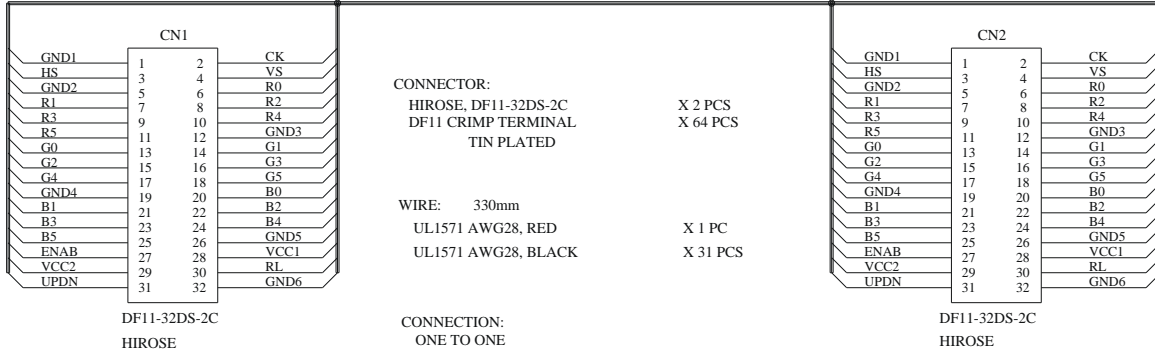 CN1
GND1 1 2 CK
HS 3 4 VS
GND2 5 6 R0
R1 7 8 R2
R3 9 10 R4
R5 11 12 GND3
G0 13 14 G1
G2 15 16 G3
G4 17 18 G5
GND4 19 20 B0
B1 21 22 B2
B3 23 24 B4
B5 25 26 GND5
ENAB 27 28 VCC1
VCC2 29 30 RL
UPDN 31 32 GND6
DF11-32DS-2C
HIROSE
CONNECTOR:
HIROSE, DF11-32DS-2C X 2 PCS
DF11 CRIMP TERMINAL X 64 PCS
TIN PLATED
WIRE: 330mm
UL1571 AWG28, RED X 1 PC
UL1571 AWG28, BLACK X 31 PCS
CONNECTION:
ONE TO ONE
CN2
GND1 1 2 CK
HS 3 4 VS
GND2 5 6 R0
R1 7 8 R2
R3 9 10 R4
R5 11 12 GND3
G0 13 14 G1
G2 15 16 G3
G4 17 18 G5
GND4 19 20 B0
B1 21 22 B2
B3 23 24 B4
B5 25 26 GND5
ENAB 27 28 VCC1
VCC2 29 30 RL
UPDN 31 32 GND6
DF11-32DS-2C
HIROSE